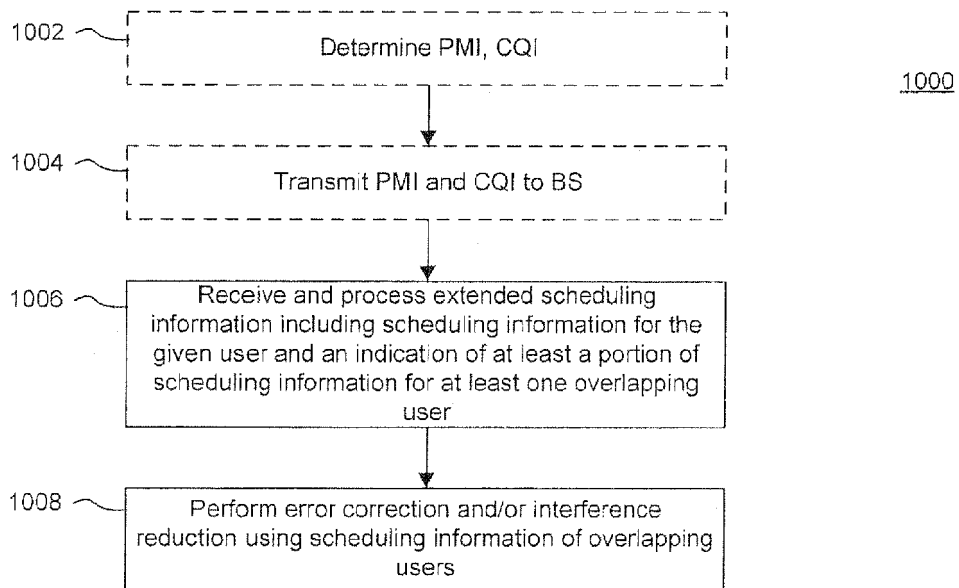 1002
Determine PMI, CQI
1000
1004
Transmit PMI and CQI to BS
1006
Receive and process extended scheduling
information including scheduling information for the
given user and an indication of at least a portion of
scheduling information for at least one overlapping
user
1008
Perform error correction and/or interference
reduction using scheduling information of overlapping
users